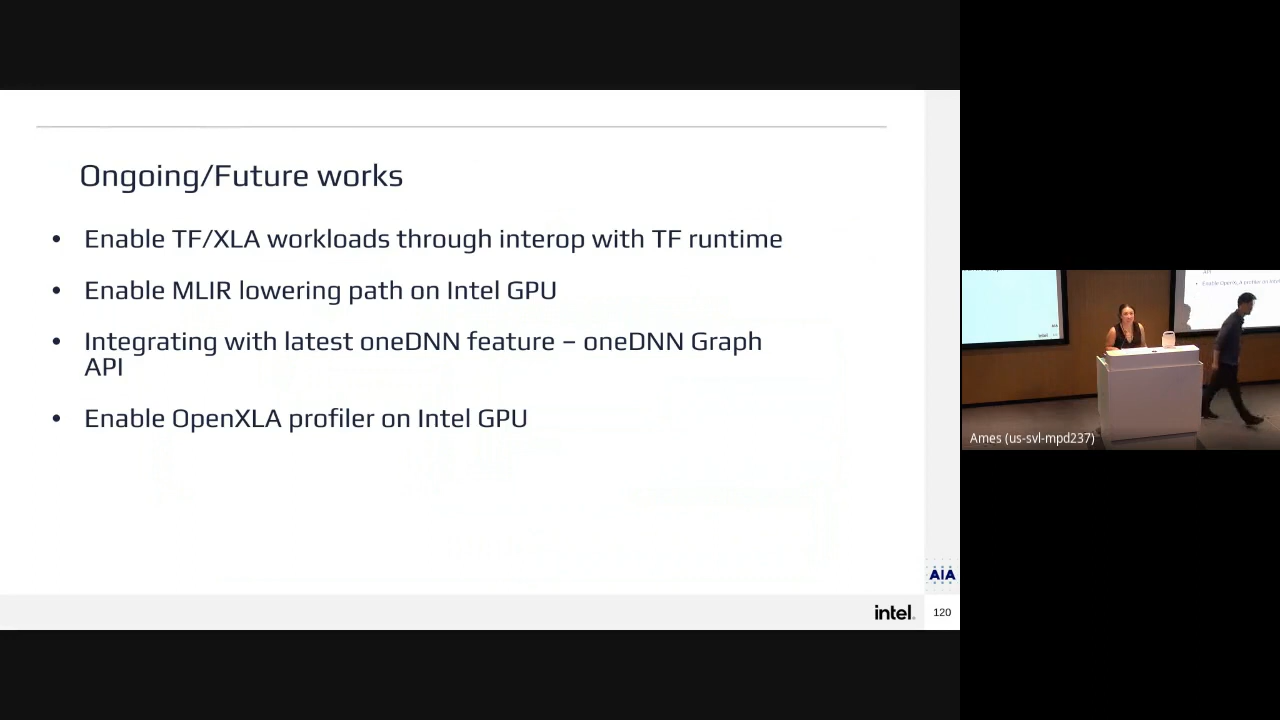 Ongoing/Future works
• Enable TF/XLA workloads through interop with TF runtime
• Enable MLIR lowering path on Intel GPU
• Integrating with latest oneDNN feature – oneDNN Graph
API
• Enable OpenXLA profiler on Intel GPU
AIA
intel.
120
Ames (us-svl-mpd237)